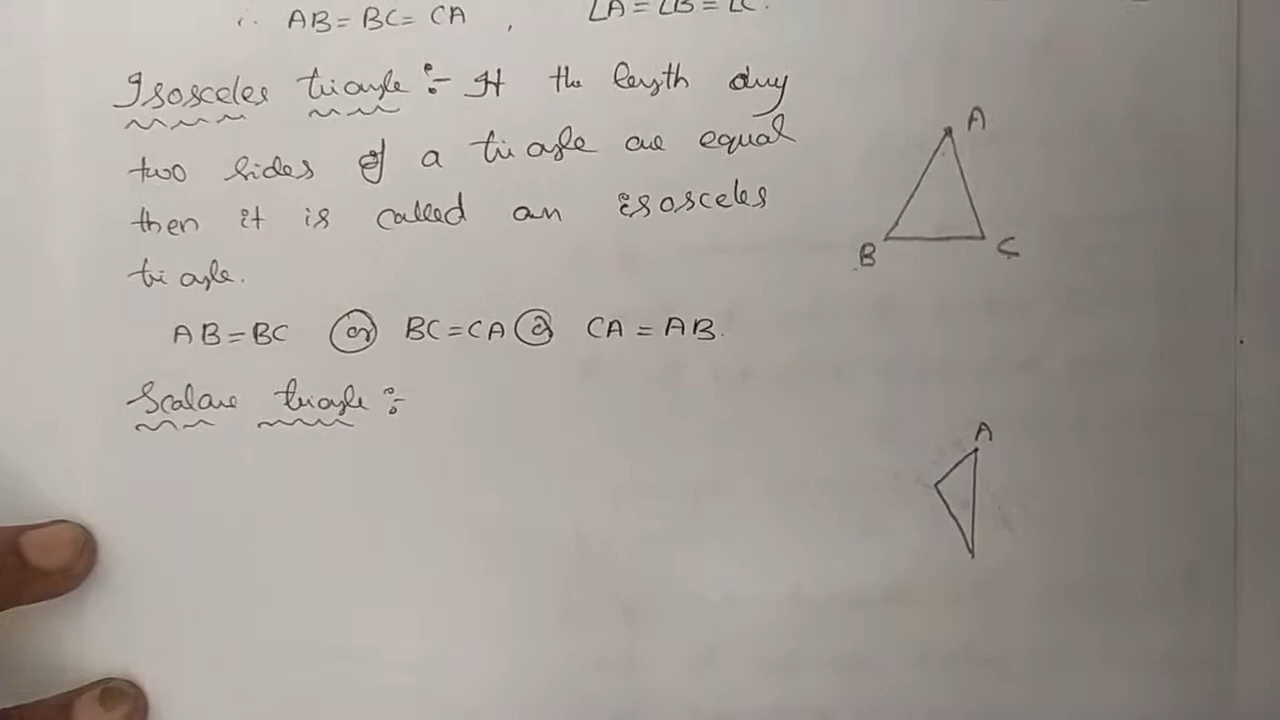 ∴ AB = BC = CA , ∠A = ∠B = ∠C.
Isosceles triangle :- If the length any
two sides of a triangle are equal
then it is called an isosceles
triangle.
AB = BC or BC = CA or CA = AB.
Scalane triangle :-
A
B
C
A